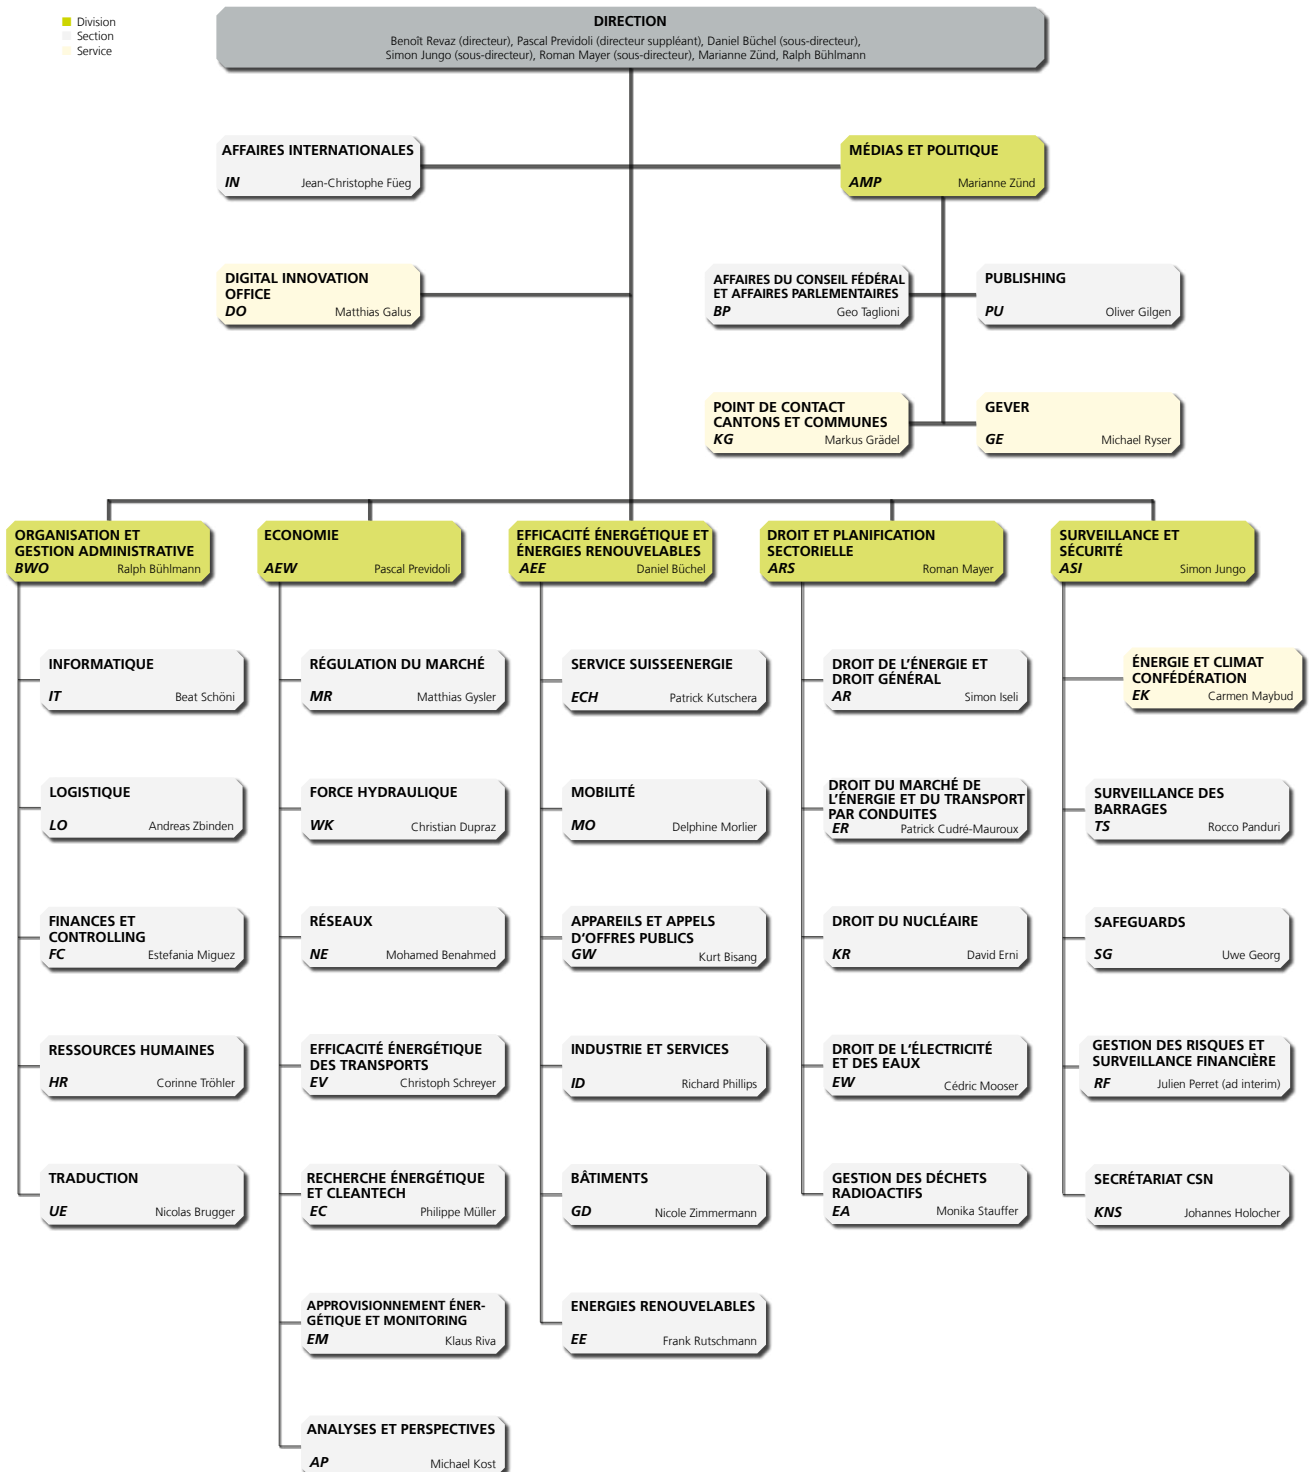 Division
Section
Service
DIRECTION
Benoît Revaz (directeur), Pascal Previdoli (directeur suppléant), Daniel Büchel (sous-directeur),
Simon Jungo (sous-directeur), Roman Mayer (sous-directeur), Marianne Zünd, Ralph Bühlmann
AFFAIRES INTERNATIONALES
IN Jean-Christophe Füeg
MÉDIAS ET POLITIQUE
AMP Marianne Zünd
DIGITAL INNOVATION
OFFICE
DO Matthias Galus
AFFAIRES DU CONSEIL FÉDÉRAL
ET AFFAIRES PARLEMENTAIRES
BP Geo Taglioni
PUBLISHING
PU Oliver Gilgen
POINT DE CONTACT
CANTONS ET COMMUNES
KG Markus Grädel
GEVER
GE Michael Ryser
ORGANISATION ET
GESTION ADMINISTRATIVE
BWO Ralph Bühlmann
INFORMATIQUE
IT Beat Schöni
LOGISTIQUE
LO Andreas Zbinden
FINANCES ET
CONTROLLING
FC Estefania Miguez
RESSOURCES HUMAINES
HR Corinne Tröhler
TRADUCTION
UE Nicolas Brugger
ECONOMIE
AEW Pascal Previdoli
RÉGULATION DU MARCHÉ
MR Matthias Gysler
FORCE HYDRAULIQUE
WK Christian Dupraz
RÉSEAUX
NE Mohamed Benahmed
EFFICACITÉ ÉNERGÉTIQUE
DES TRANSPORTS
EV Christoph Schreyer
RECHERCHE ÉNERGÉTIQUE
ET CLEANTECH
EC Philippe Müller
APPROVISIONNEMENT ÉNER-
GÉTIQUE ET MONITORING
EM Klaus Riva
ANALYSES ET PERSPECTIVES
AP Michael Kost
EFFICACITÉ ÉNERGÉTIQUE ET
ÉNERGIES RENOUVELABLES
AEE Daniel Büchel
SERVICE SUISSEENERGIE
ECH Patrick Kutschera
MOBILITÉ
MO Delphine Morlier
APPAREILS ET APPELS
D'OFFRES PUBLICS
GW Kurt Bisang
INDUSTRIE ET SERVICES
ID Richard Phillips
BÂTIMENTS
GD Nicole Zimmermann
ENERGIES RENOUVELABLES
EE Frank Rutschmann
DROIT ET PLANIFICATION
SECTORIELLE
ARS Roman Mayer
DROIT DE L'ÉNERGIE ET
DROIT GÉNÉRAL
AR Simon Iseli
DROIT DU MARCHÉ DE
L'ÉNERGIE ET DU TRANSPORT
PAR CONDUITES
ER Patrick Cudré-Mauroux
DROIT DU NUCLÉAIRE
KR David Erni
DROIT DE L'ÉLECTRICITÉ
ET DES EAUX
EW Cédric Mooser
GESTION DES DÉCHETS
RADIOACTIFS
EA Monika Stauffer
SURVEILLANCE ET
SÉCURITÉ
ASI Simon Jungo
ÉNERGIE ET CLIMAT
CONFÉDÉRATION
EK Carmen Maybud
SURVEILLANCE DES
BARRAGES
TS Rocco Panduri
SAFEGUARDS
SG Uwe Georg
GESTION DES RISQUES ET
SURVEILLANCE FINANCIÈRE
RF Julien Perret (ad interim)
SECRÉTARIAT CSN
KNS Johannes Holocher